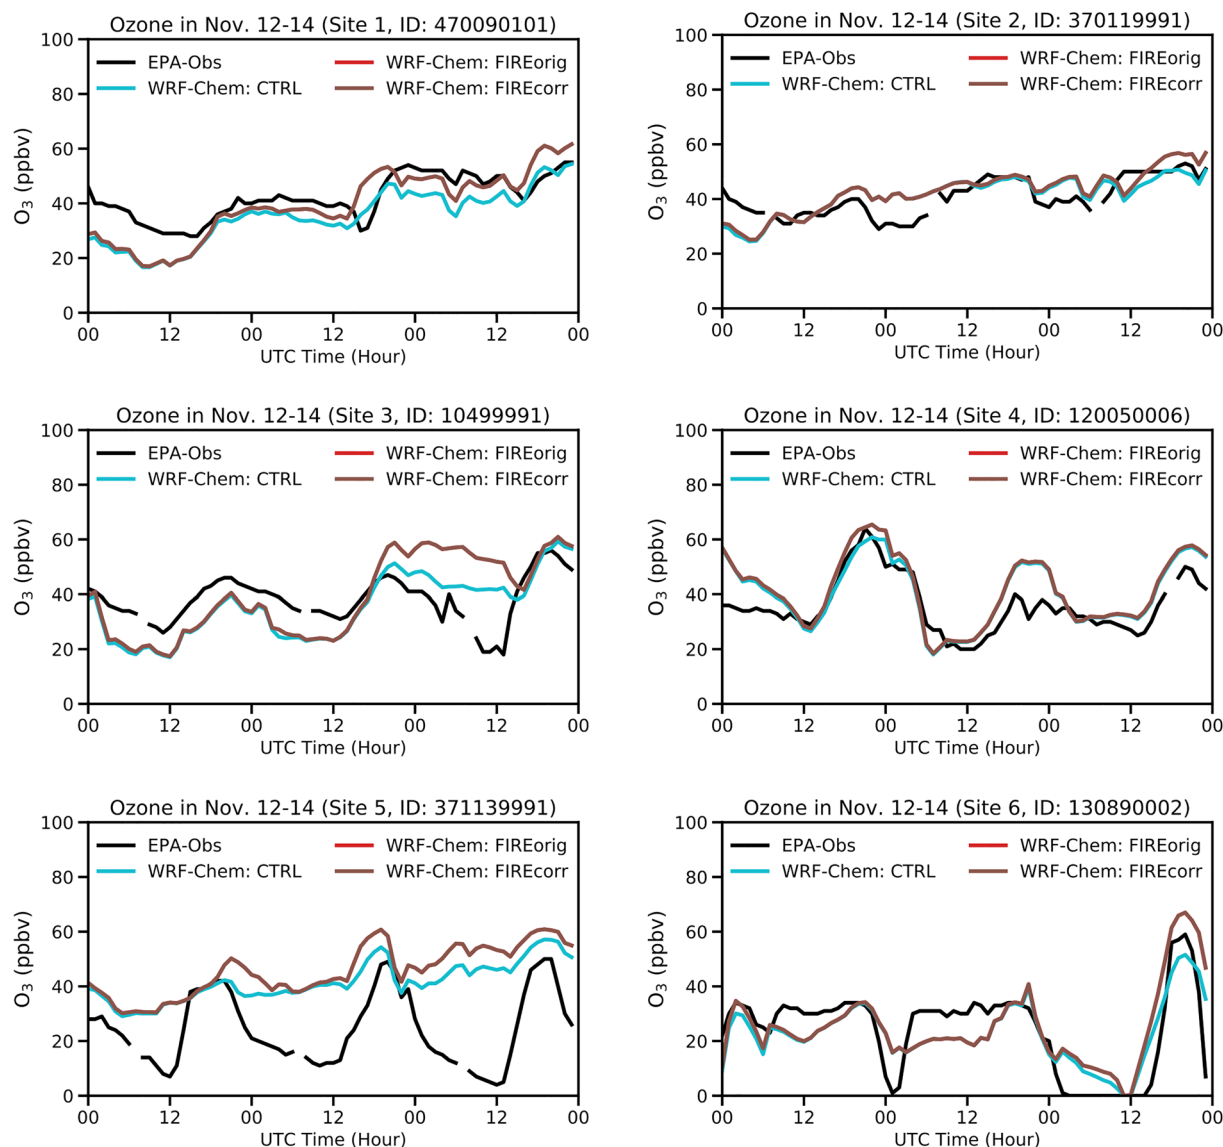 Ozone in Nov. 12-14 (Site 1, ID: 470090101)
100
80
60
40
20
0
O3 (ppbv)
EPA-Obs
WRF-Chem: CTRL
WRF-Chem: FIREorig
WRF-Chem: FIREcorr
00 12 00 12 00 12 00
UTC Time (Hour)
Ozone in Nov. 12-14 (Site 2, ID: 370119991)
100
80
60
40
20
0
O3 (ppbv)
EPA-Obs
WRF-Chem: CTRL
WRF-Chem: FIREorig
WRF-Chem: FIREcorr
00 12 00 12 00 12 00
UTC Time (Hour)
Ozone in Nov. 12-14 (Site 3, ID: 10499991)
100
80
60
40
20
0
O3 (ppbv)
EPA-Obs
WRF-Chem: CTRL
WRF-Chem: FIREorig
WRF-Chem: FIREcorr
00 12 00 12 00 12 00
UTC Time (Hour)
Ozone in Nov. 12-14 (Site 4, ID: 120050006)
100
80
60
40
20
0
O3 (ppbv)
EPA-Obs
WRF-Chem: CTRL
WRF-Chem: FIREorig
WRF-Chem: FIREcorr
00 12 00 12 00 12 00
UTC Time (Hour)
Ozone in Nov. 12-14 (Site 5, ID: 371139991)
100
80
60
40
20
0
O3 (ppbv)
EPA-Obs
WRF-Chem: CTRL
WRF-Chem: FIREorig
WRF-Chem: FIREcorr
00 12 00 12 00 12 00
UTC Time (Hour)
Ozone in Nov. 12-14 (Site 6, ID: 130890002)
100
80
60
40
20
0
O3 (ppbv)
EPA-Obs
WRF-Chem: CTRL
WRF-Chem: FIREorig
WRF-Chem: FIREcorr
00 12 00 12 00 12 00
UTC Time (Hour)